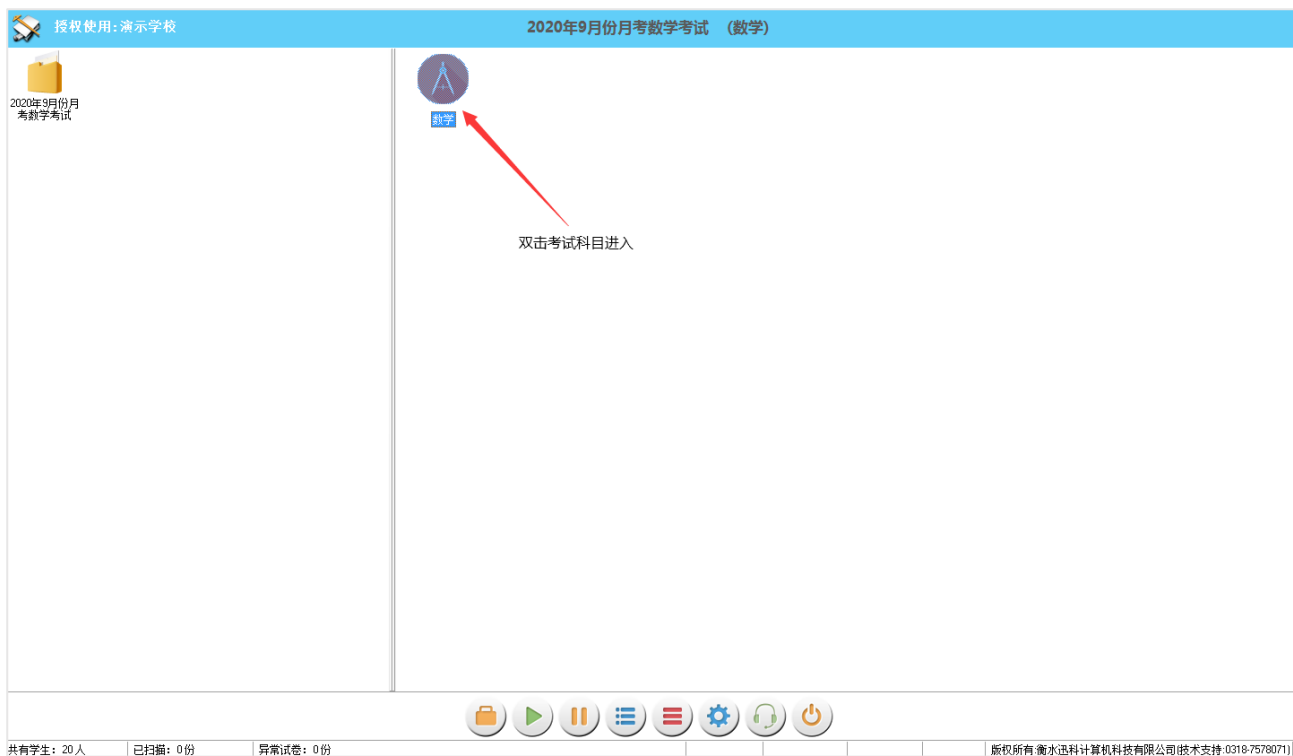 授权使用:演示学校
2020年9月份月考数学考试 (数学)
2020年9月份月
考数学考试
数学
双击考试科目进入
共有学生: 20人
已扫描: 0份
异常试卷: 0份
版权所有:衡水迅科计算机科技有限公司(技术支持:0318-7578071)